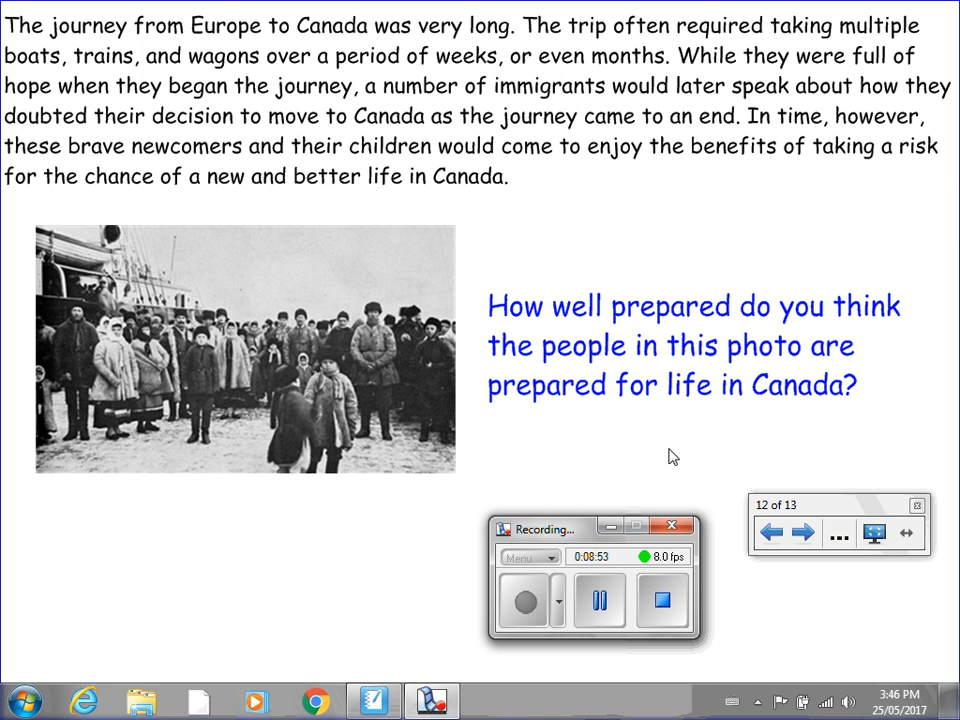 The journey from Europe to Canada was very long. The trip often required taking multiple
boats, trains, and wagons over a period of weeks, or even months. While they were full of
hope when they began the journey, a number of immigrants would later speak about how they
doubted their decision to move to Canada as the journey came to an end. In time, however,
these brave newcomers and their children would come to enjoy the benefits of taking a risk
for the chance of a new and better life in Canada.
How well prepared do you think
the people in this photo are
prepared for life in Canada?
12 of 13
...
Recording...
Menu
0:08:53
8.0 fps
3:46 PM
25/05/2017